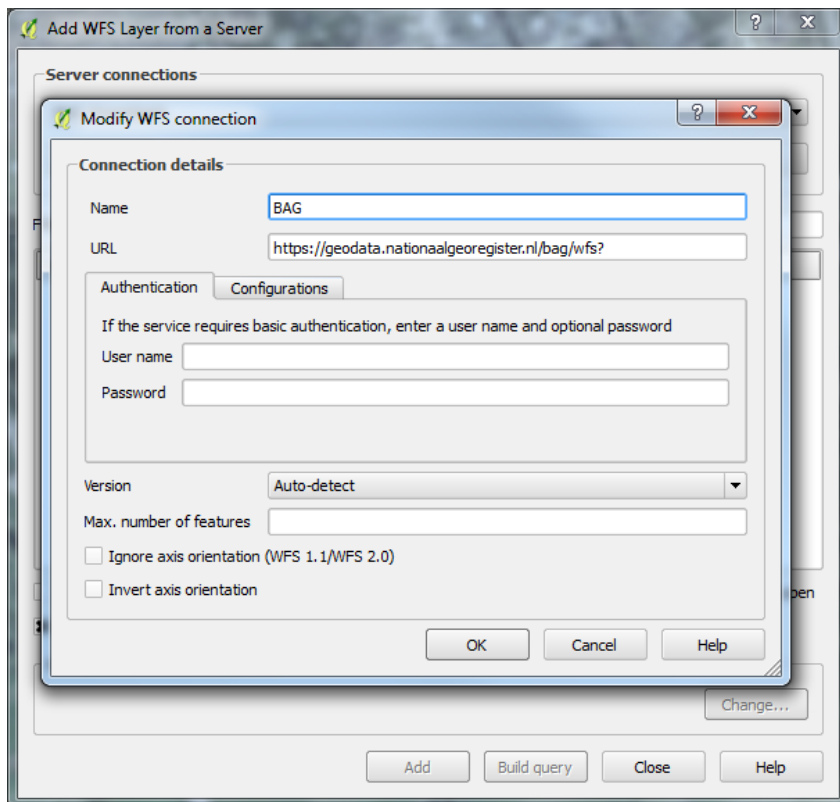 Add WFS Layer from a Server
Server connections
Modify WFS connection
Connection details
Name BAG
URL https://geodata.nationaalgeoregister.nl/bag/wfs?
Authentication Configurations
If the service requires basic authentication, enter a user name and optional password
User name
Password
Version Auto-detect
Max. number of features
Ignore axis orientation (WFS 1.1/WFS 2.0)
Invert axis orientation
OK Cancel Help
Change...
Add Build query Close Help